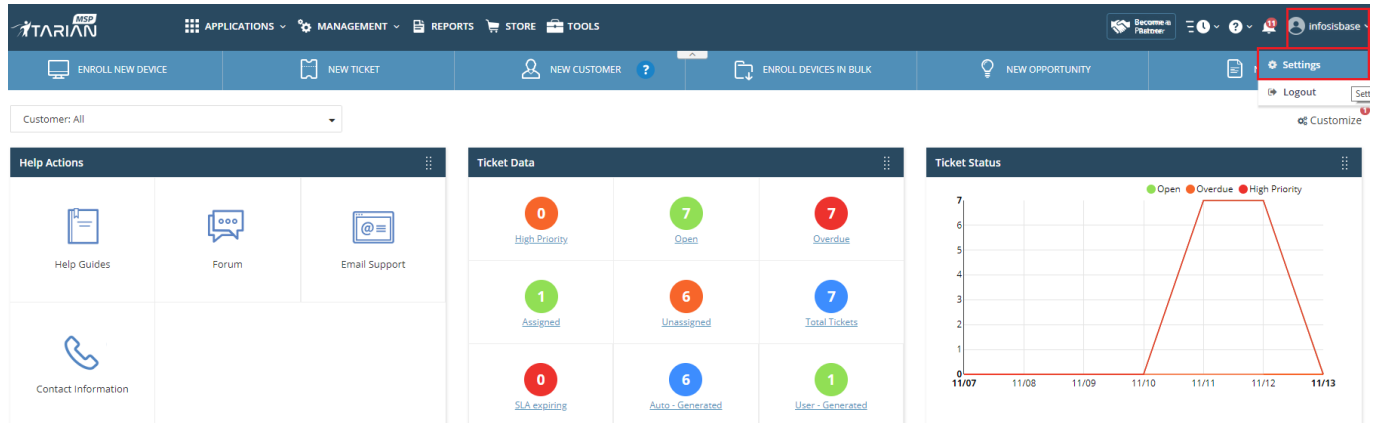 ITARIAN MSP
APPLICATIONS MANAGEMENT REPORTS STORE TOOLS
Become a Partner
11
infosisbase
ENROLL NEW DEVICE NEW TICKET NEW CUSTOMER ? ENROLL DEVICES IN BULK NEW OPPORTUNITY
Settings
Logout
Customer: All
1
Customize
Help Actions
Help Guides
Forum
Email Support
Contact Information
Ticket Data
0
High Priority
7
Open
7
Overdue
1
Assigned
6
Unassigned
7
Total Tickets
0
SLA expiring
6
Auto - Generated
1
User - Generated
Ticket Status
Open Overdue High Priority
7
6
5
4
3
2
1
0
11/07 11/08 11/09 11/10 11/11 11/12 11/13